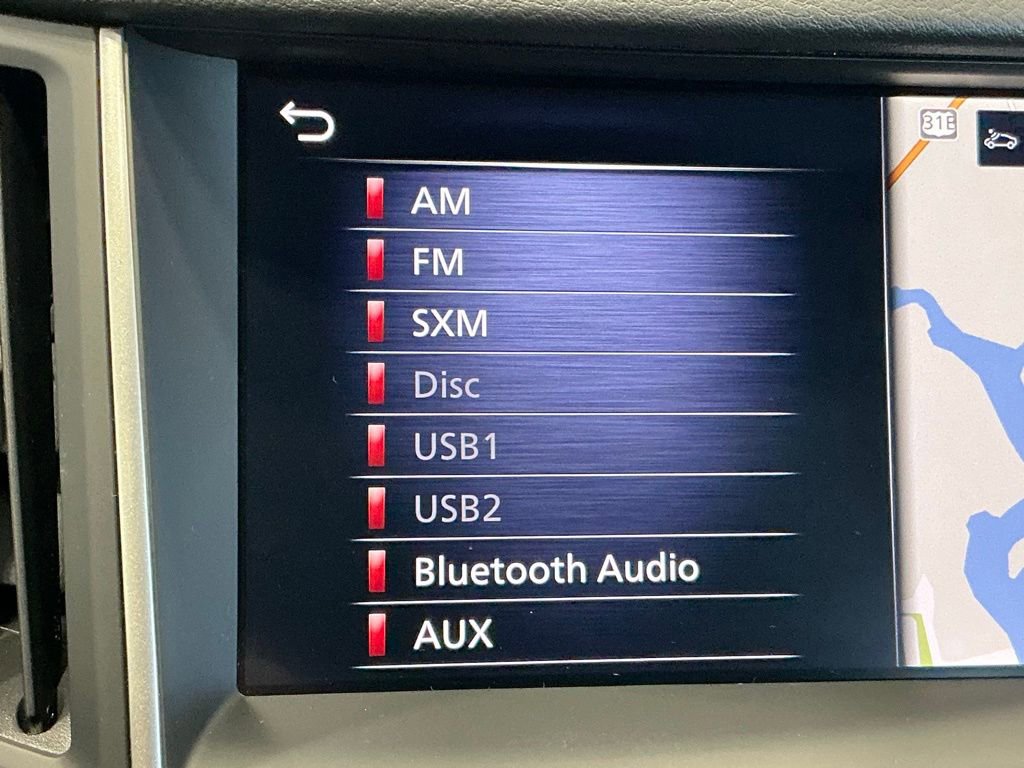 31E
AM
FM
SXM
Disc
USB1
USB2
Bluetooth Audio
AUX